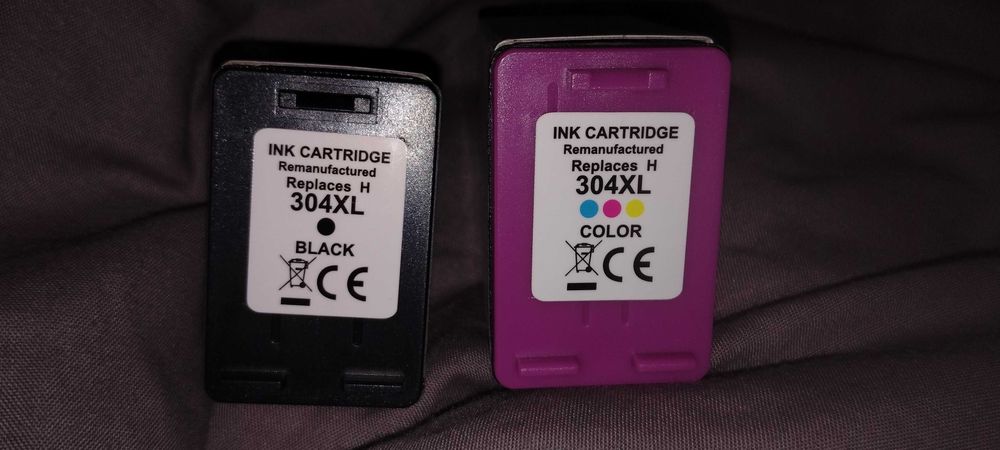 INK CARTRIDGE
Remanufactured
Replaces H
304XL
BLACK
CE
INK CARTRIDGE
Remanufactured
Replaces H
304XL
COLOR
CE